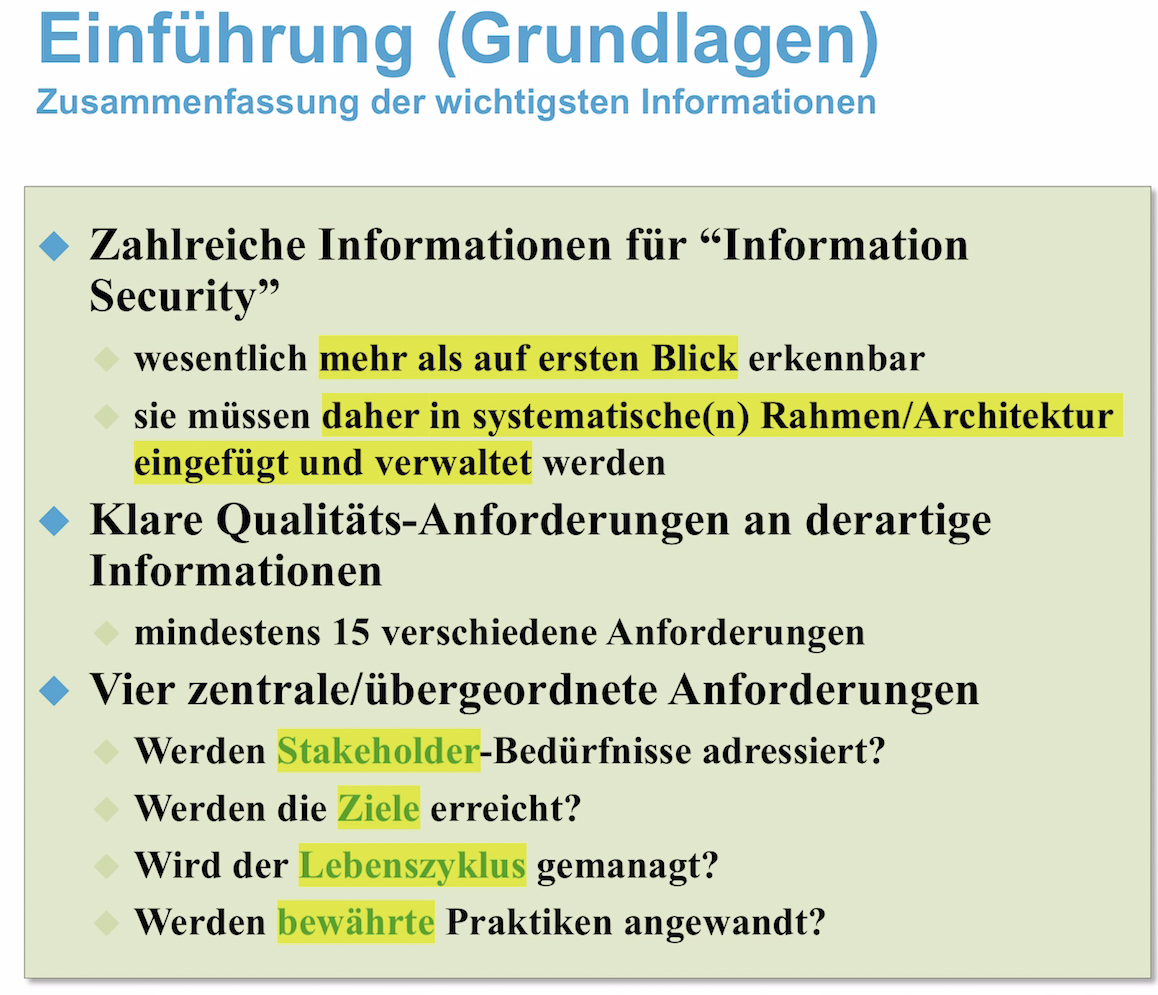 Einführung (Grundlagen)
Zusammenfassung der wichtigsten Informationen
Zahlreiche Informationen für “Information
Security”
wesentlich mehr als auf ersten Blick erkennbar
sie müssen daher in systematische(n) Rahmen/Architektur
eingefügt und verwaltet werden
Klare Qualitäts-Anforderungen an derartige
Informationen
mindestens 15 verschiedene Anforderungen
Vier zentrale/übergeordnete Anforderungen
Werden Stakeholder-Bedürfnisse adressiert?
Werden die Ziele erreicht?
Wird der Lebenszyklus gemanagt?
Werden bewährte Praktiken angewandt?